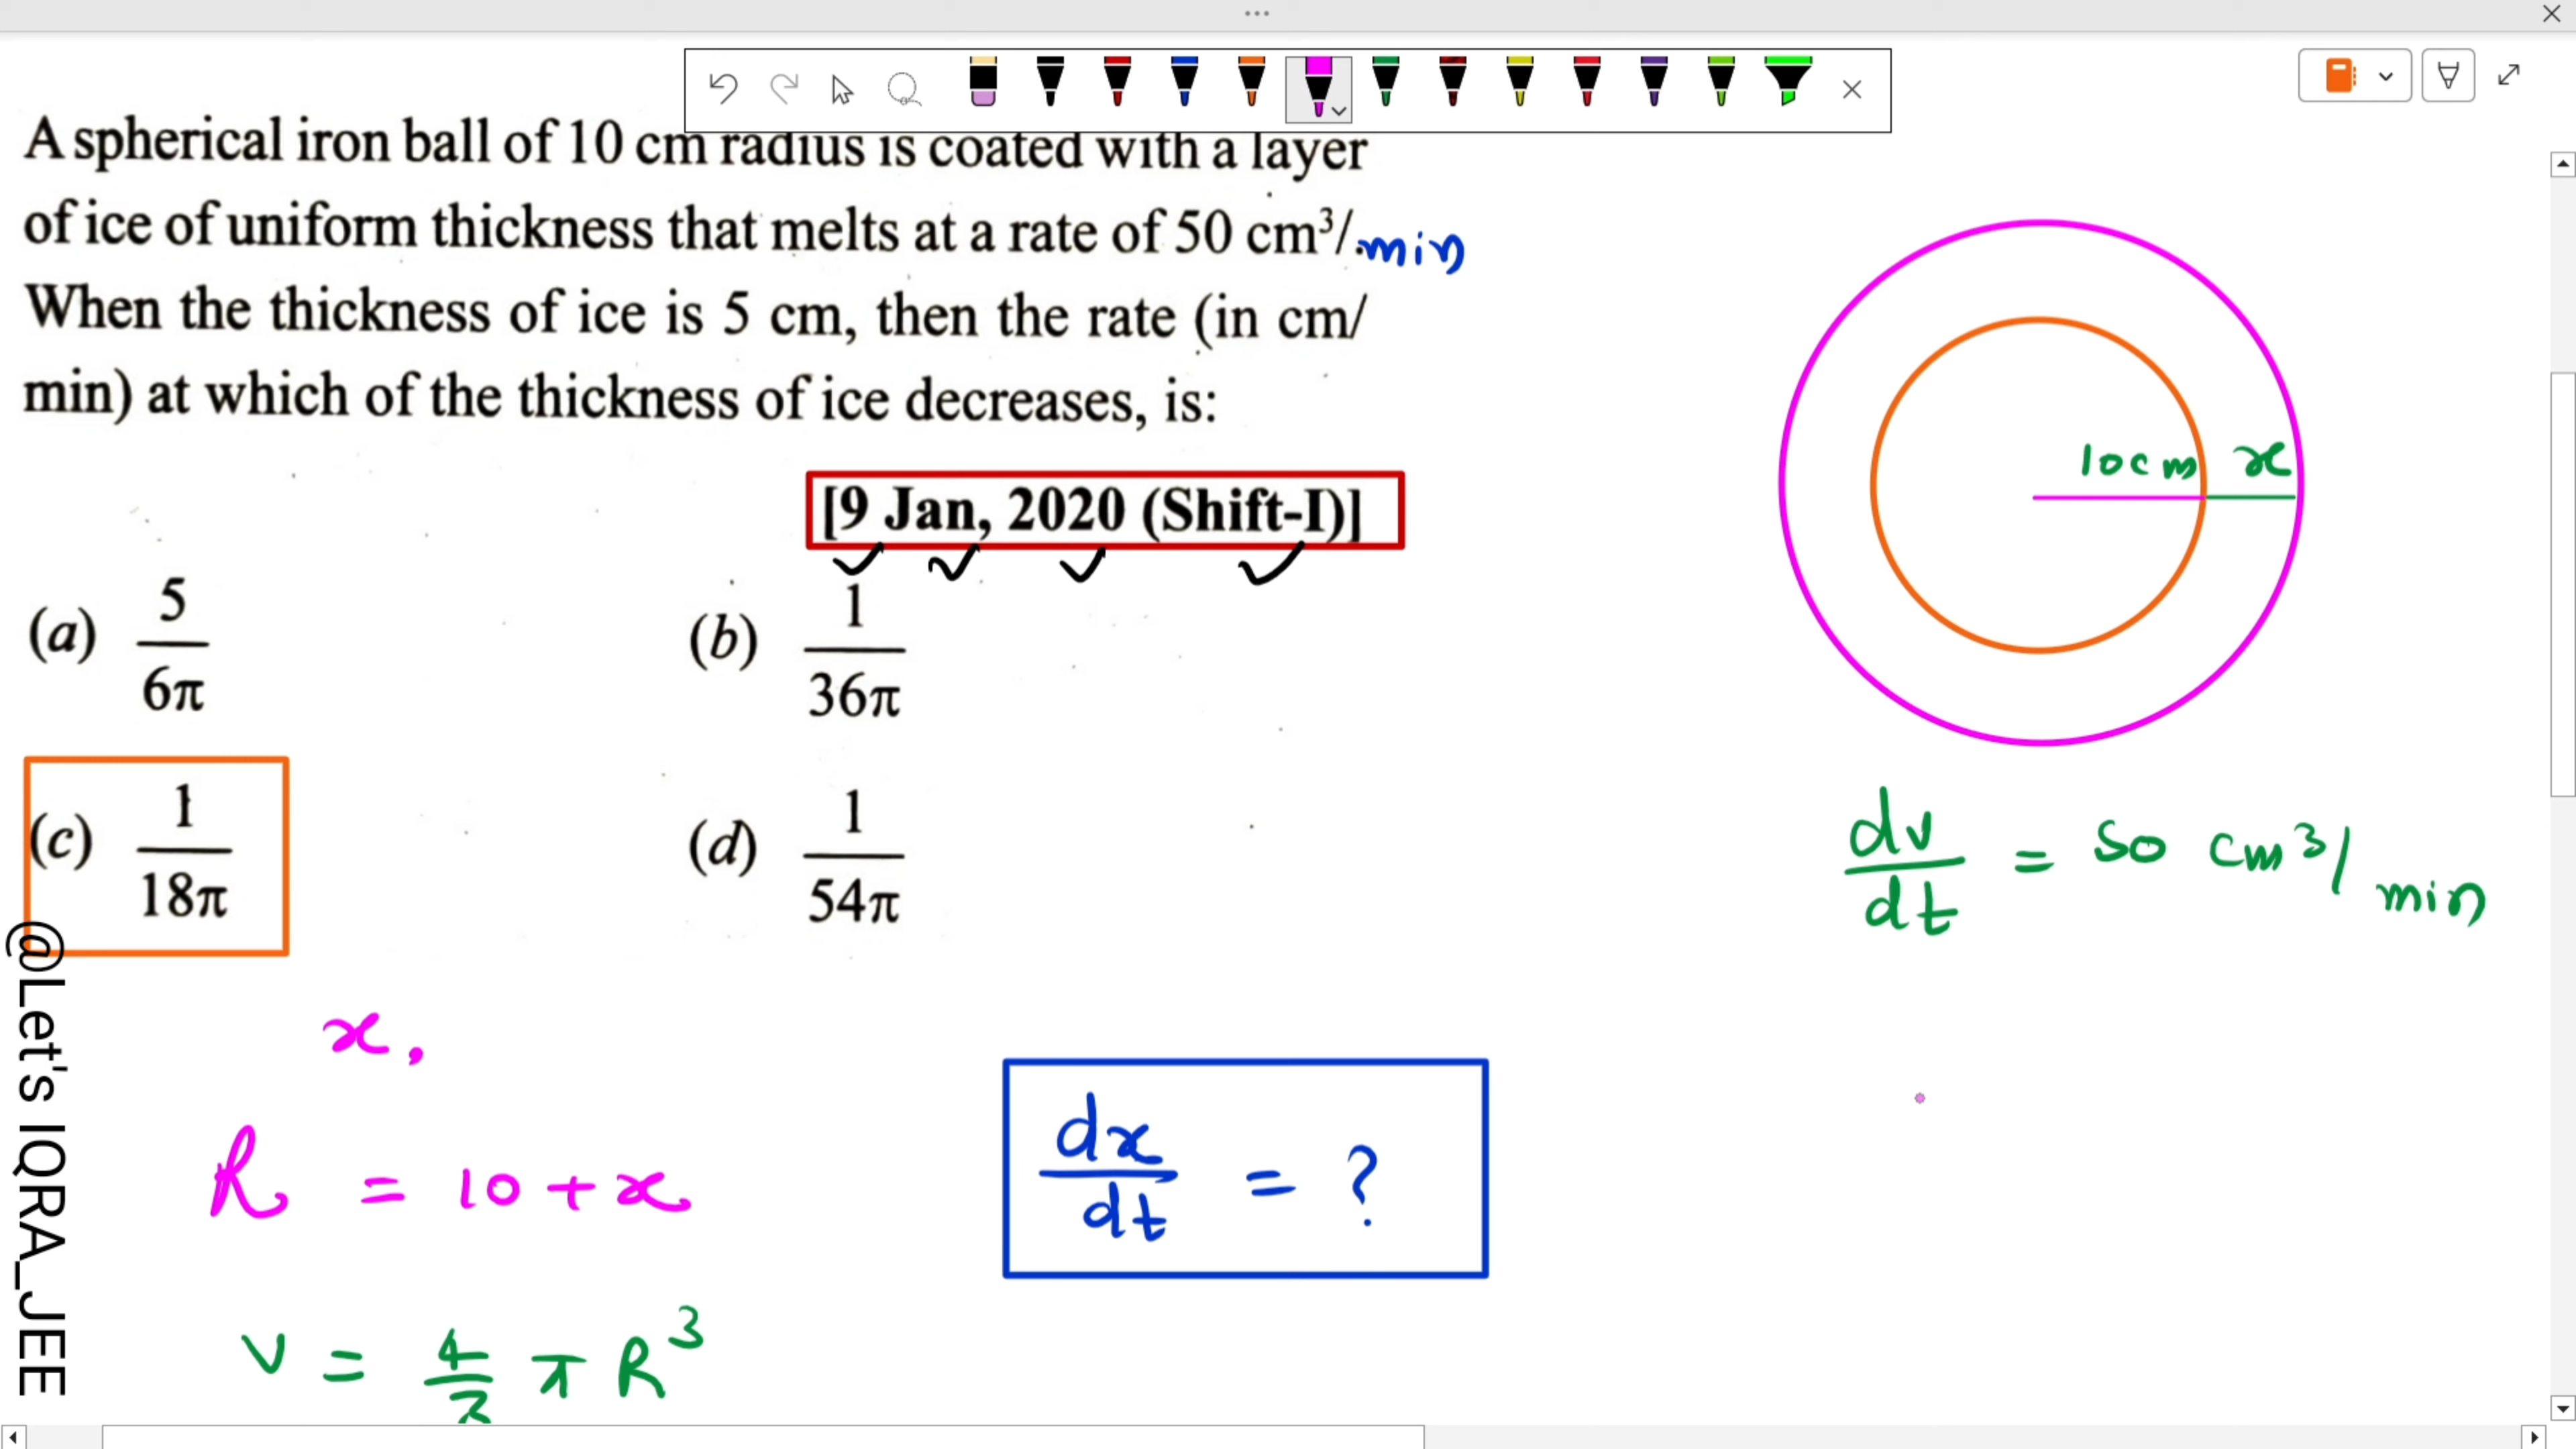 A spherical iron ball of 10 cm radius is coated with a layer
of ice of uniform thickness that melts at a rate of 50 cm³/.min
When the thickness of ice is 5 cm, then the rate (in cm/
min) at which of the thickness of ice decreases, is:
[9 Jan, 2020 (Shift-I)]
(a) 5/6π
(b) 1/36π
(c) 1/18π
(d) 1/54π
10cm x
dv/dt = 50 cm³/min
x,
R = 10 + x
dx/dt = ?
v = 4/3 π R³
@Let's IQRA_JEE